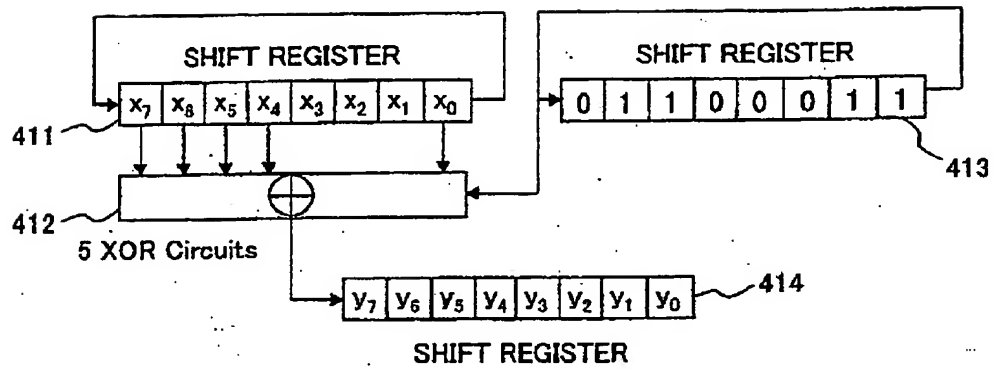 SHIFT REGISTER
SHIFT REGISTER
x₇ x₈ x₅ x₄ x₃ x₂ x₁ x₀
0 1 1 0 0 0 1 1
411
413
412
5 XOR Circuits
y₇ y₆ y₅ y₄ y₃ y₂ y₁ y₀
414
SHIFT REGISTER